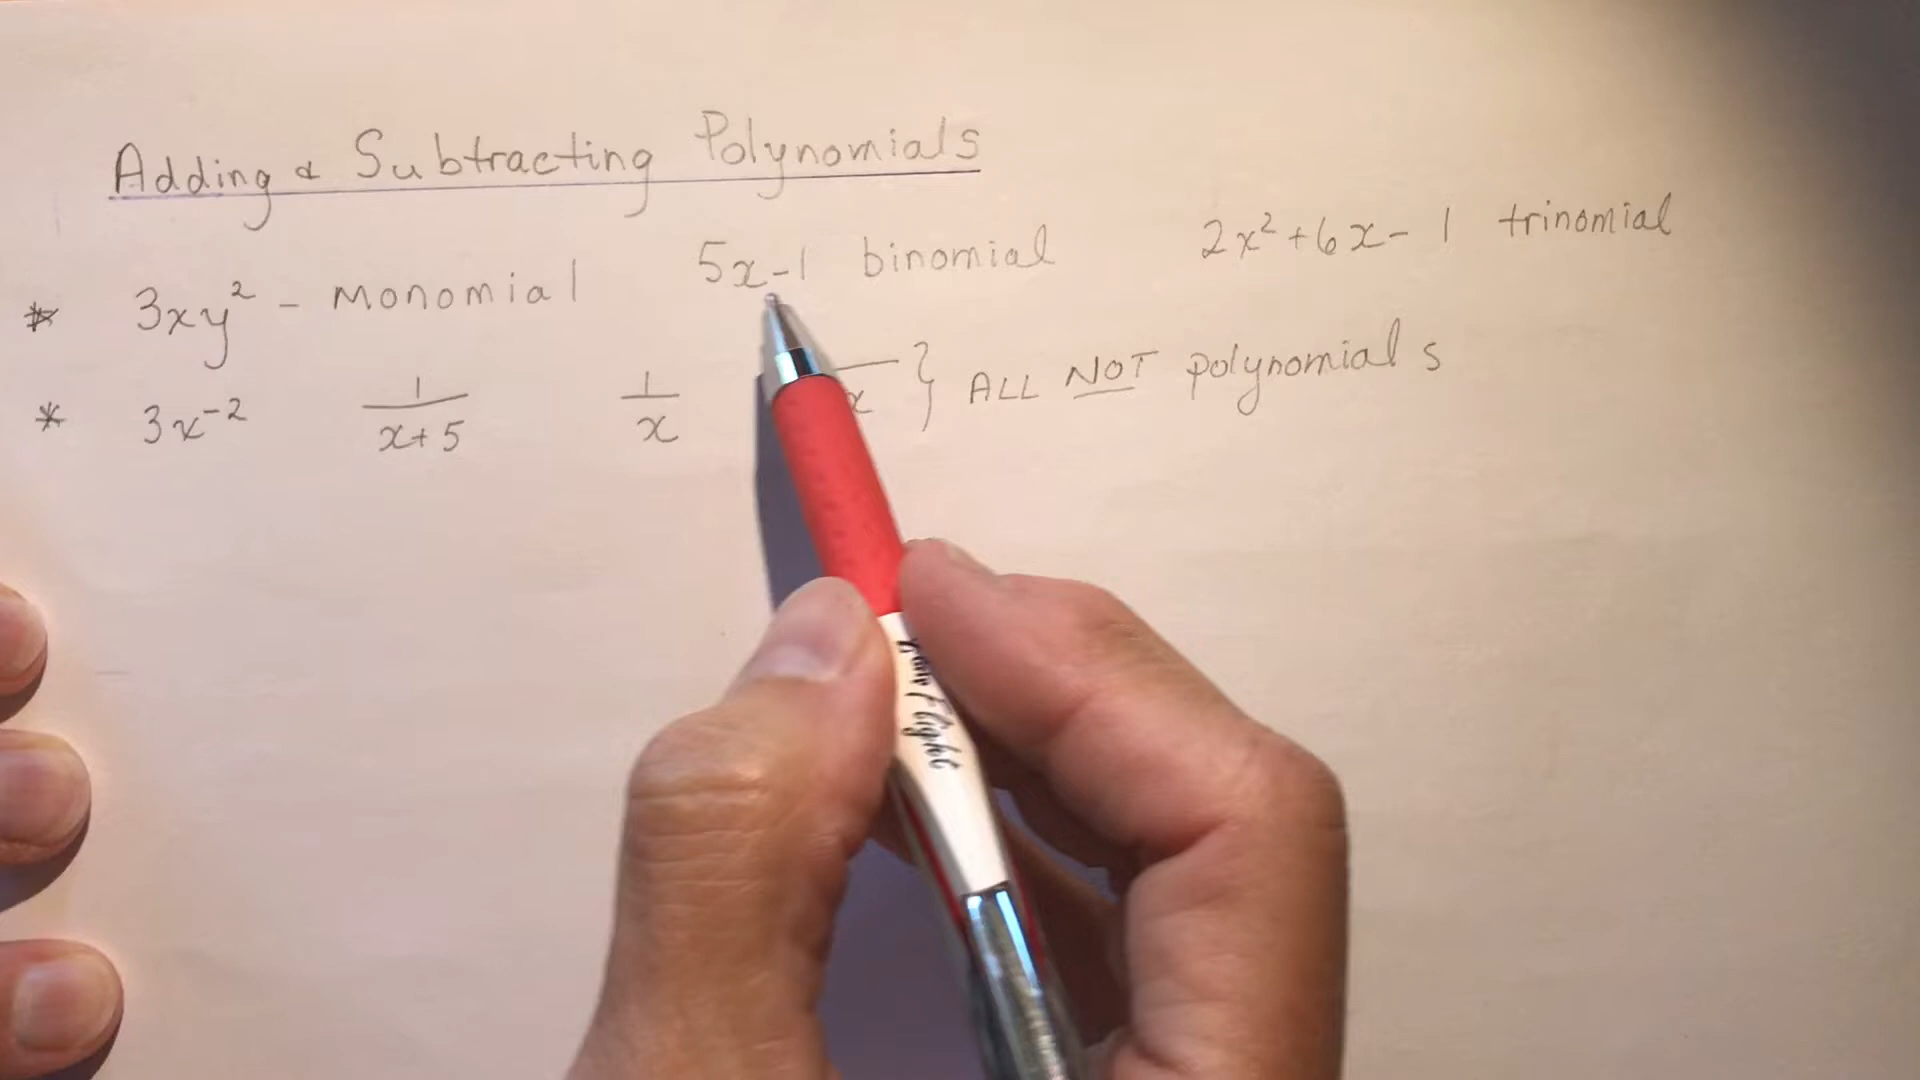 Adding & Subtracting Polynomials
* 3xy² - monomial 5x-1 binomial 2x²+6x-1 trinomial
* 3x⁻² 1/(x+5) 1/x x } ALL NOT polynomials
Flight